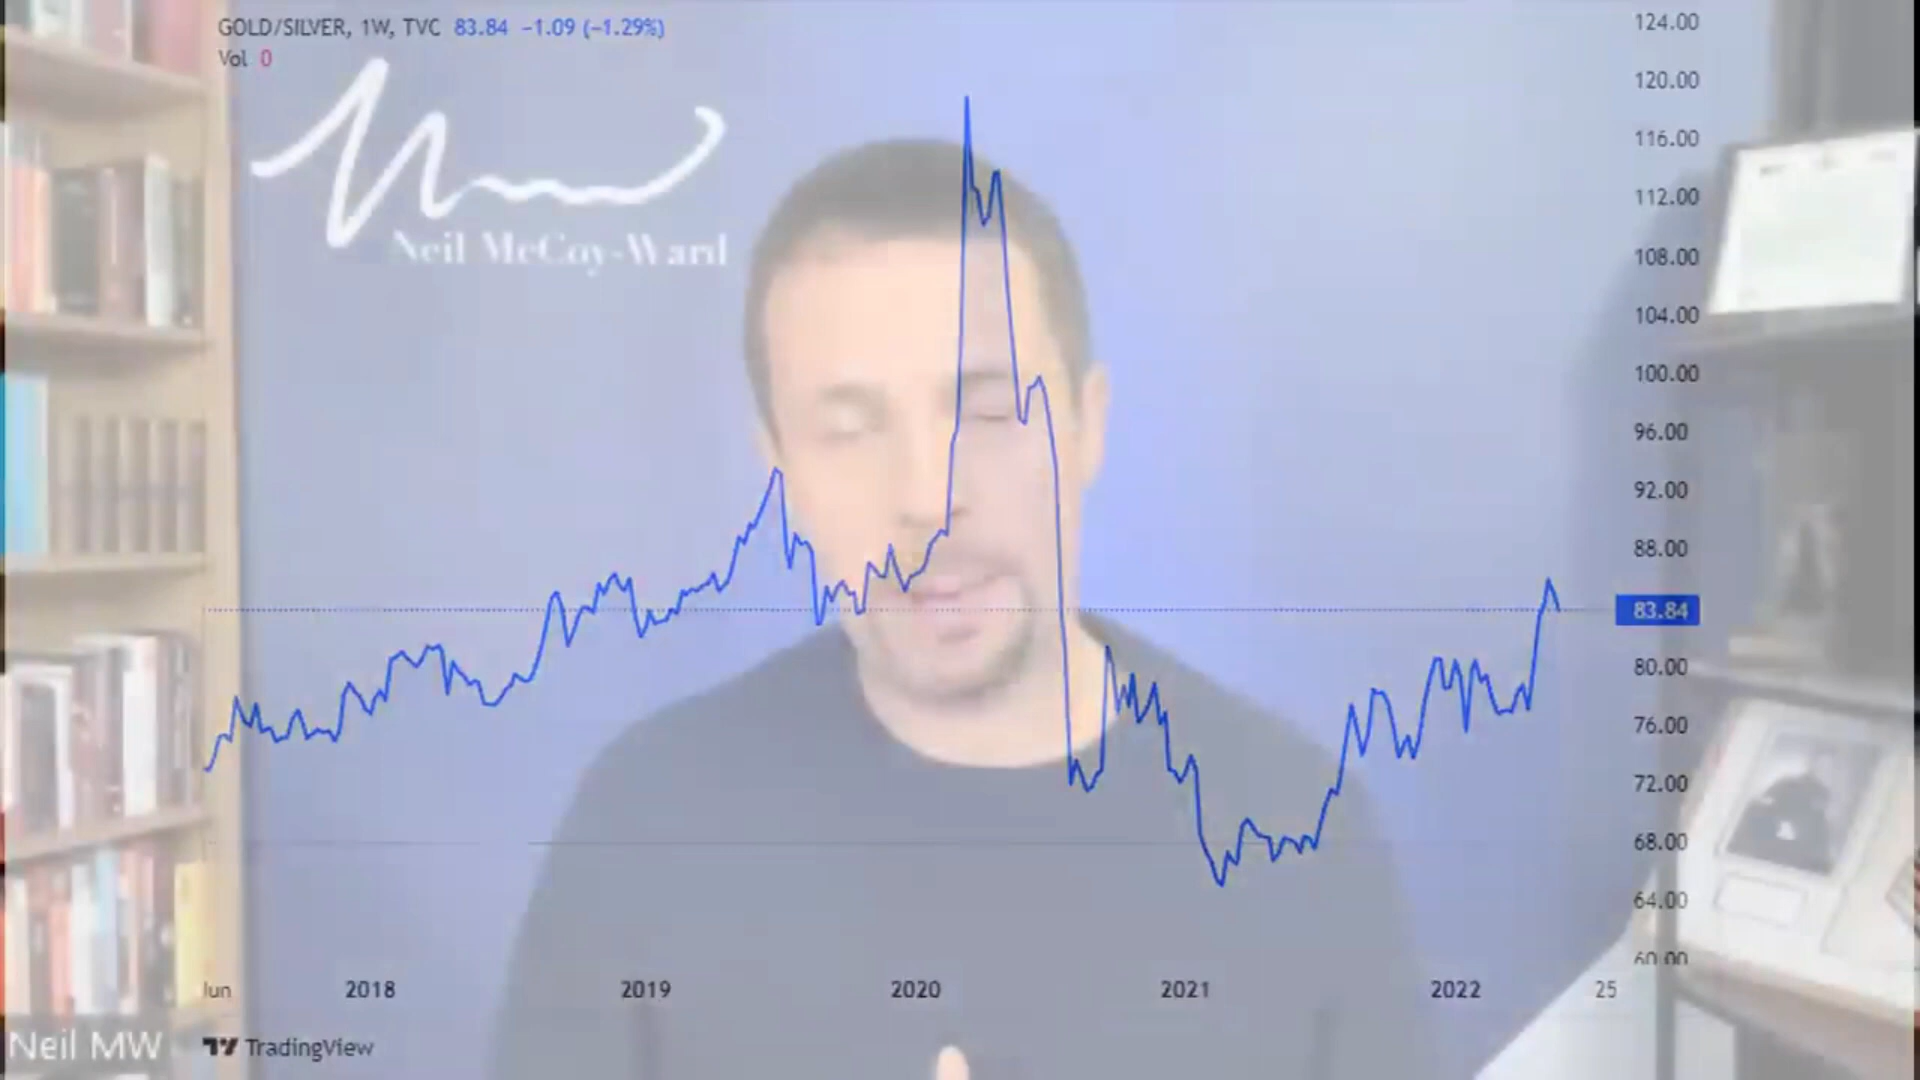 GOLD/SILVER, 1W, TVC 83.84 −1.09 (−1.29%)
Vol 0
Neil McCoy-Ward
124.00
120.00
116.00
112.00
108.00
104.00
100.00
96.00
92.00
88.00
83.84
80.00
76.00
72.00
68.00
64.00
60.00
Jun 2018 2019 2020 2021 2022 25
Neil MW
TradingView